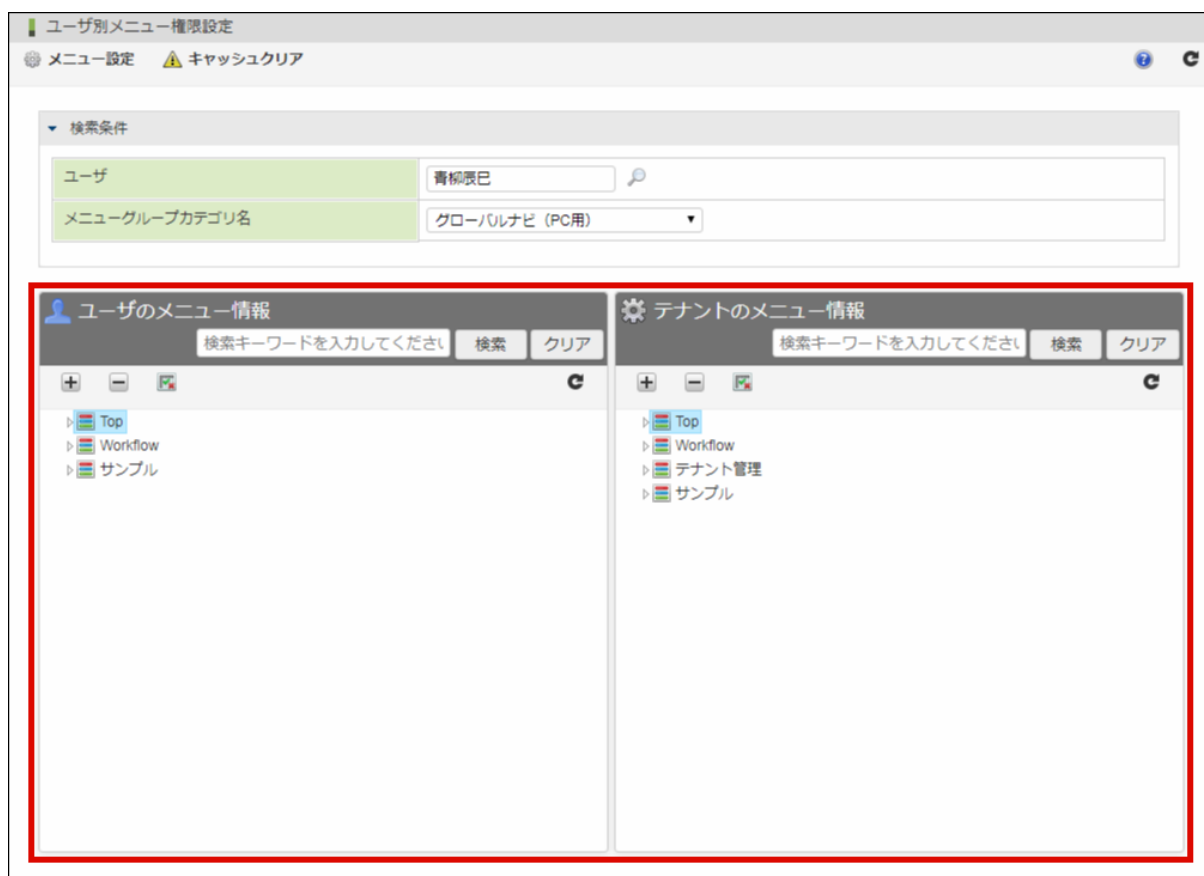 ユーザ別メニュー権限設定
メニュー設定 キャッシュクリア
検索条件
ユーザ 青柳辰巳
メニューグループカテゴリ名 グローバルナビ（PC用）
ユーザのメニュー情報
検索キーワードを入力してください 検索 クリア
Top
Workflow
サンプル
テナントのメニュー情報
検索キーワードを入力してください 検索 クリア
Top
Workflow
テナント管理
サンプル